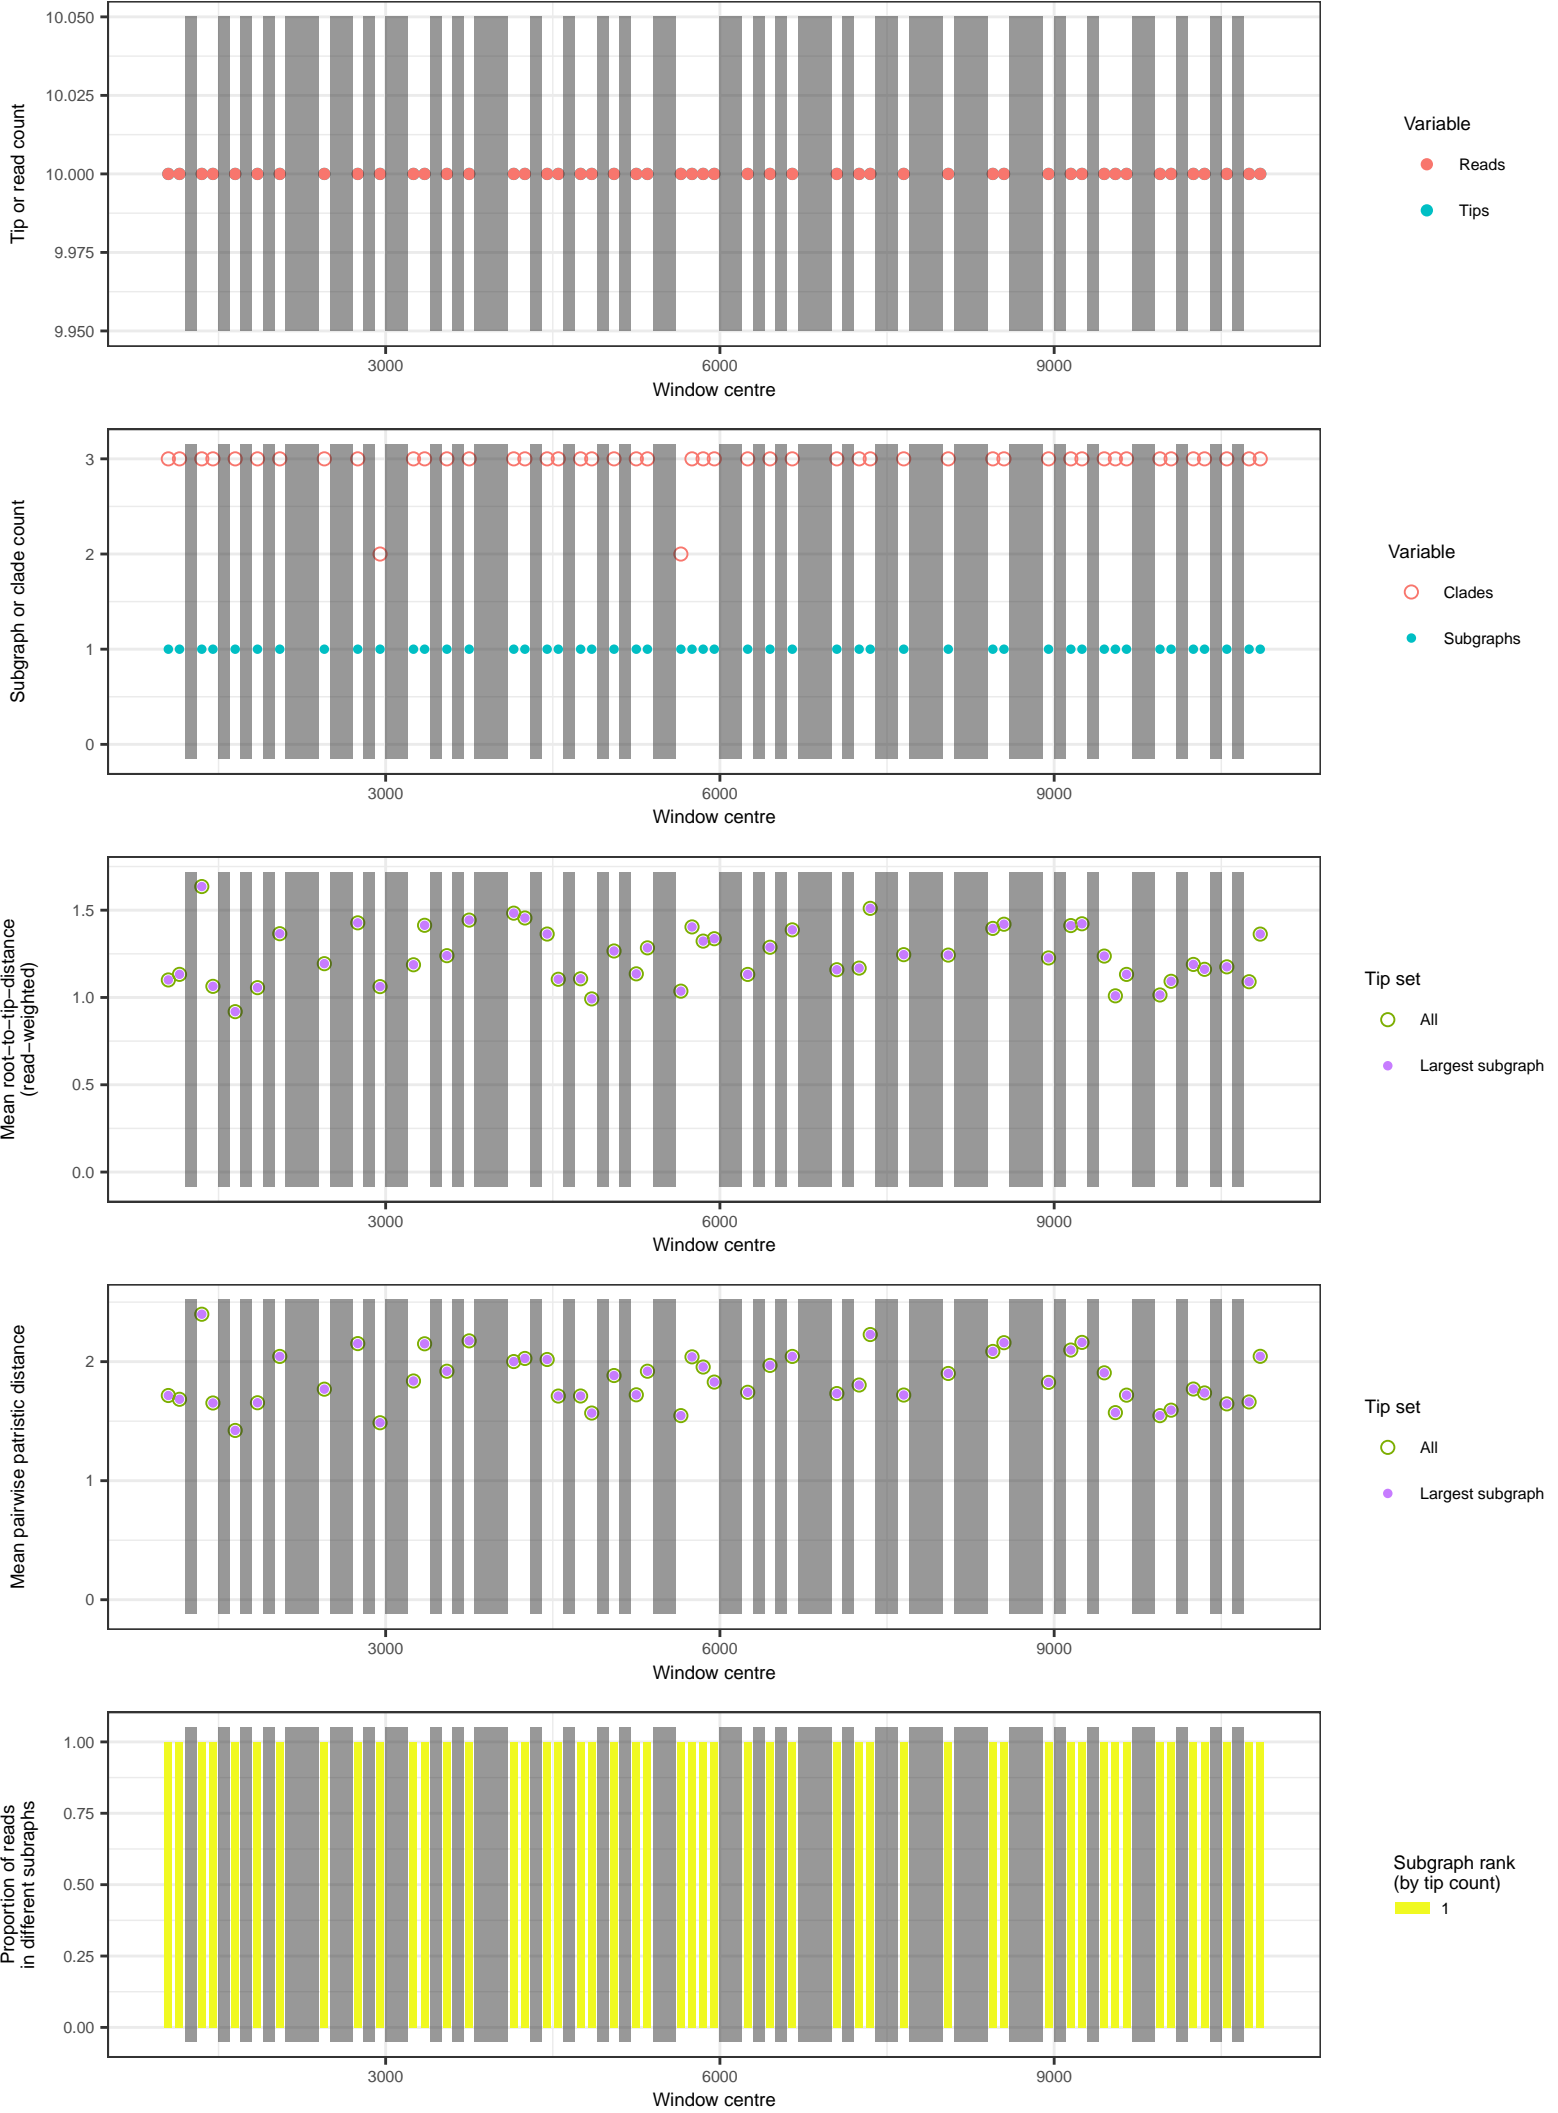 10.050
10.025
10.000
9.975
9.950
Tip or read count
3000
6000
9000
Window centre
Variable
Reads
Tips
3
2
1
0
Subgraph or clade count
3000
6000
9000
Window centre
Variable
Clades
Subgraphs
1.5
1.0
0.5
0.0
Mean root−to−tip−distance
(read−weighted)
3000
6000
9000
Window centre
Tip set
All
Largest subgraph
2
1
0
Mean pairwise patristic distance
3000
6000
9000
Window centre
Tip set
All
Largest subgraph
1.00
0.75
0.50
0.25
0.00
Proportion of reads
in different subraphs
3000
6000
9000
Window centre
Subgraph rank
(by tip count)
1